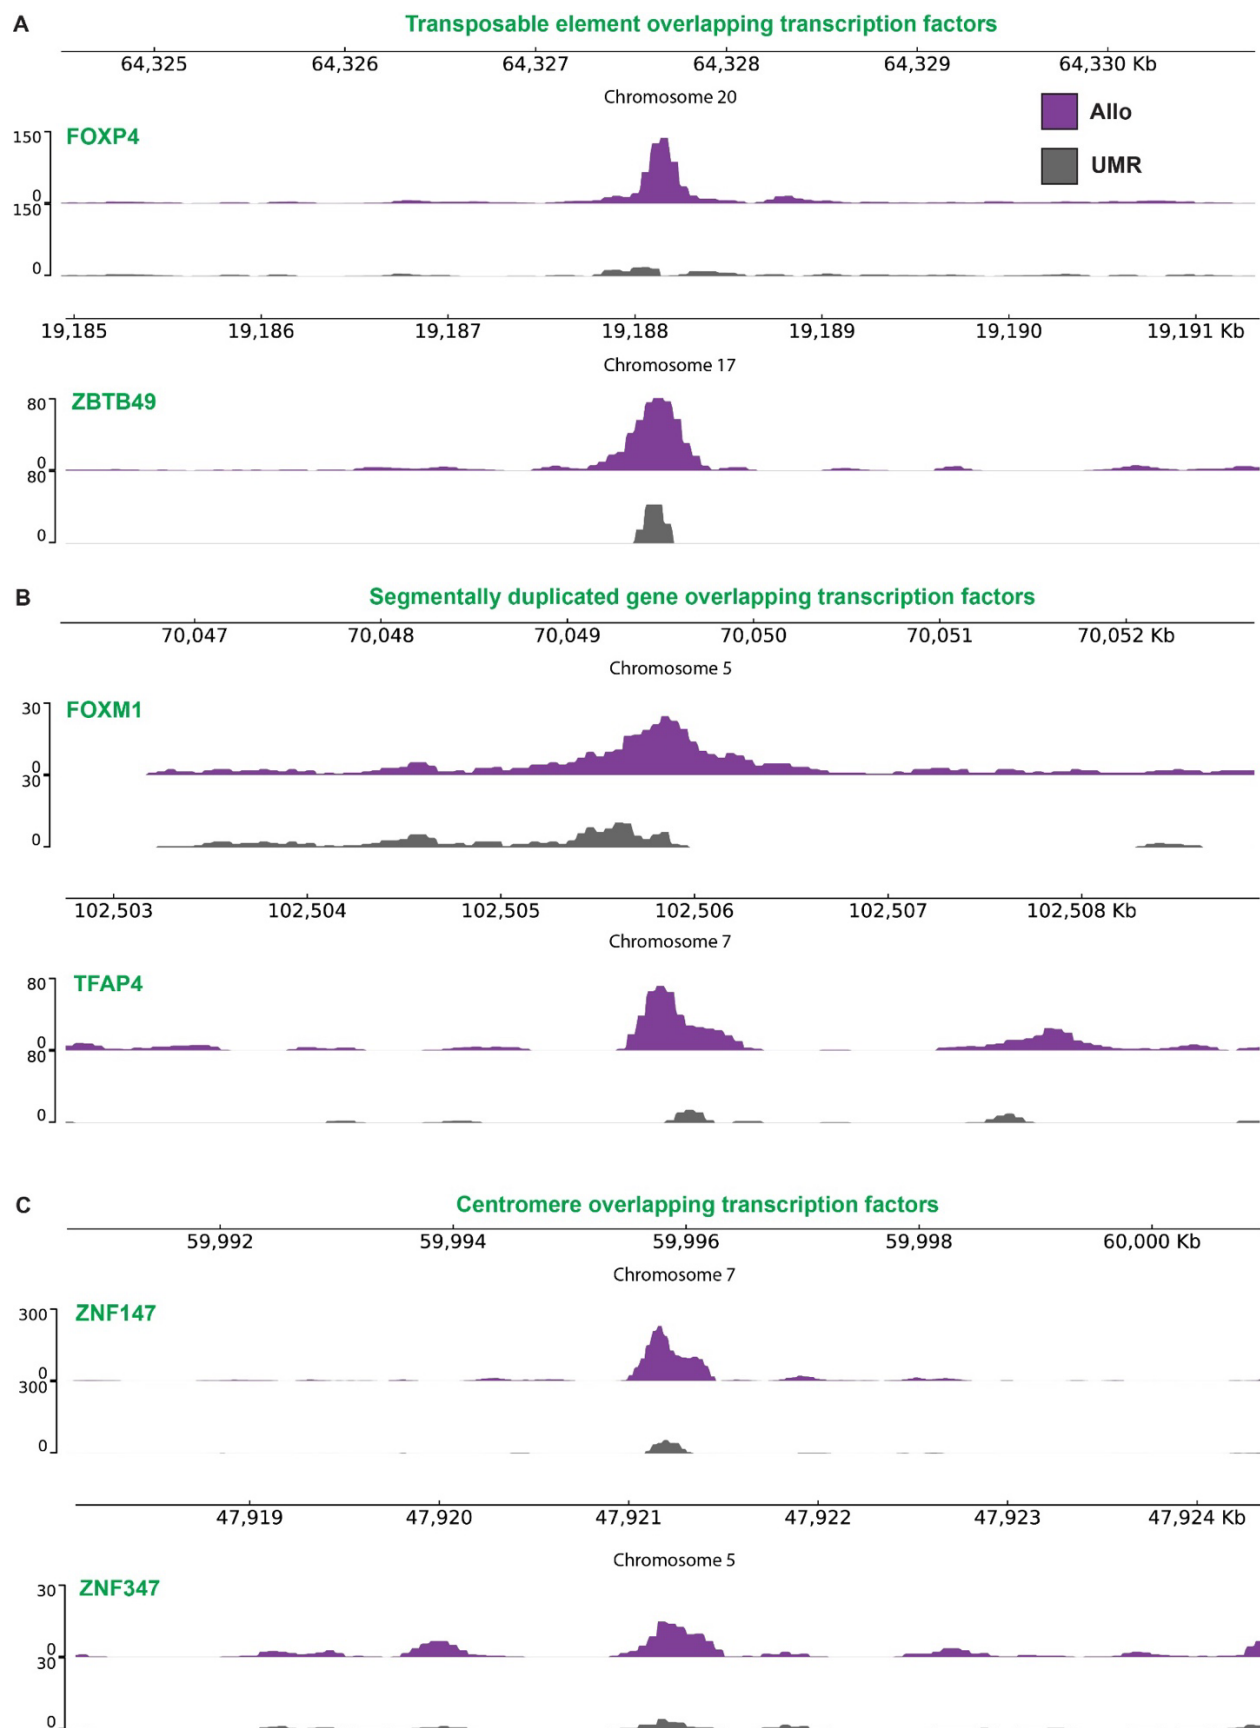 A Transposable element overlapping transcription factors
64,325 64,326 64,327 64,328 64,329 64,330 Kb
Chromosome 20
Allo
UMR
FOXP4
150
0
150
0
19,185 19,186 19,187 19,188 19,189 19,190 19,191 Kb
Chromosome 17
ZBTB49
80
0
80
0
B Segmentally duplicated gene overlapping transcription factors
70,047 70,048 70,049 70,050 70,051 70,052 Kb
Chromosome 5
FOXM1
30
0
30
0
102,503 102,504 102,505 102,506 102,507 102,508 Kb
Chromosome 7
TFAP4
80
0
80
0
C Centromere overlapping transcription factors
59,992 59,994 59,996 59,998 60,000 Kb
Chromosome 7
ZNF147
300
0
300
0
47,919 47,920 47,921 47,922 47,923 47,924 Kb
Chromosome 5
ZNF347
30
0
30
0